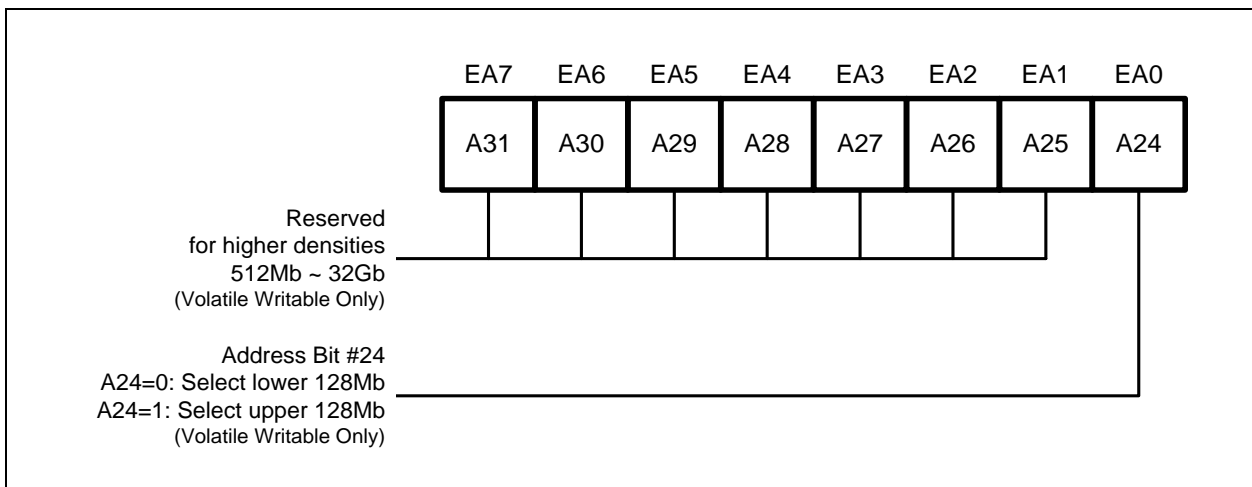 EA7 EA6 EA5 EA4 EA3 EA2 EA1 EA0
A31 A30 A29 A28 A27 A26 A25 A24
Reserved
for higher densities
512Mb ~ 32Gb
(Volatile Writable Only)
Address Bit #24
A24=0: Select lower 128Mb
A24=1: Select upper 128Mb
(Volatile Writable Only)